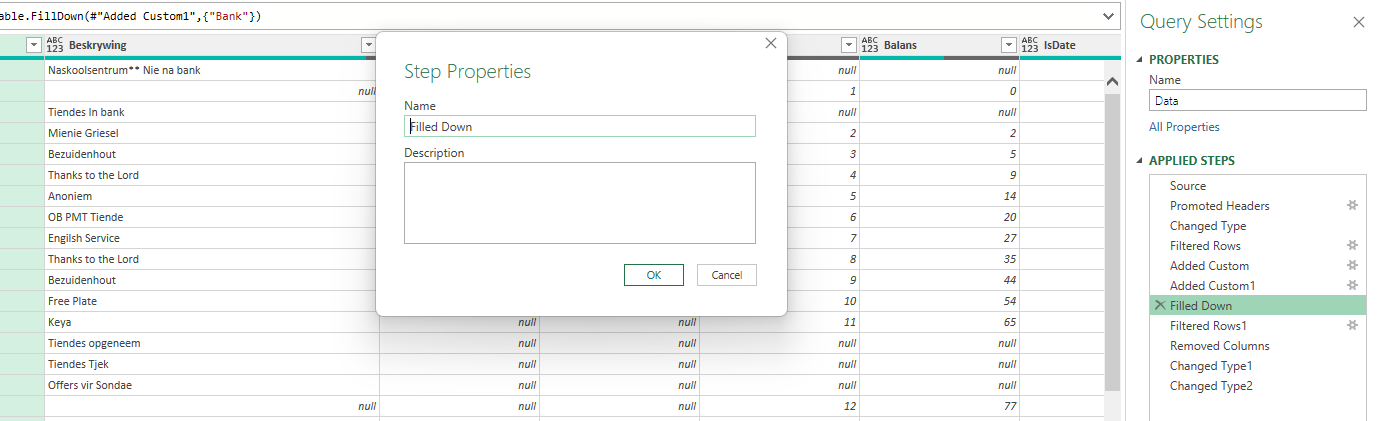 able.FillDown(#"Added Custom1",{"Bank"})
ABC 123 Beskrywing
ABC 123 Balans
ABC 123 IsDate
Naskoolsentrum** Nie na bank null null
null 1 0
Tiendes In bank null null
Mienie Griesel 2 2
Bezuidenhout 3 5
Thanks to the Lord 4 9
Anoniem 5 14
OB PMT Tiende 6 20
Engilsh Service 7 27
Thanks to the Lord 8 35
Bezuidenhout 9 44
Free Plate 10 54
Keya null null 11 65
Tiendes opgeneem null null null null
Tiendes Tjek null null null null
Offers vir Sondae null null null null
null null null 12 77
Step Properties
Name
Filled Down
Description
OK Cancel
Query Settings
PROPERTIES
Name
Data
All Properties
APPLIED STEPS
Source
Promoted Headers
Changed Type
Filtered Rows
Added Custom
Added Custom1
Filled Down
Filtered Rows1
Removed Columns
Changed Type1
Changed Type2